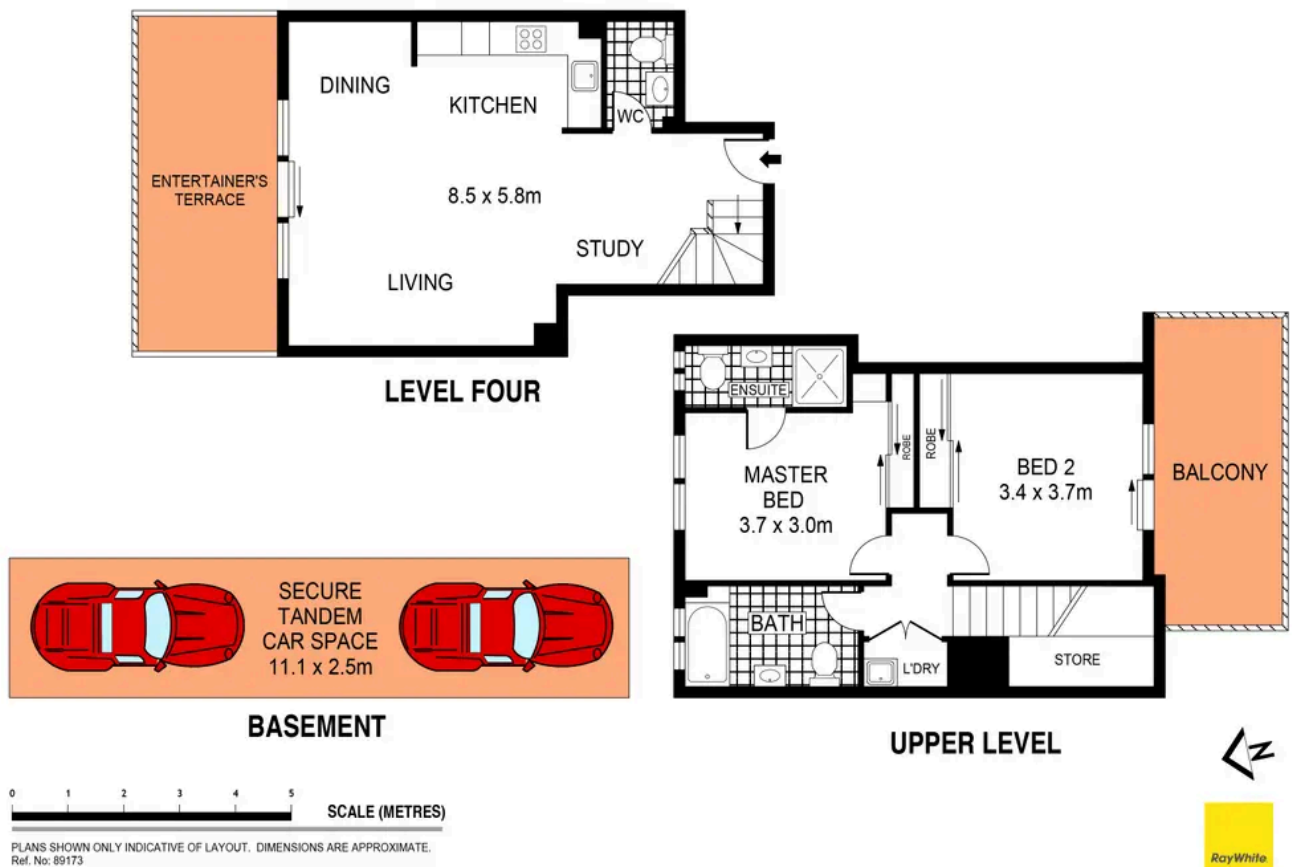 DINING
KITCHEN
WC
ENTERTAINER'S
TERRACE
8.5 x 5.8m
STUDY
LIVING
LEVEL FOUR
ENSUITE
ROBE
ROBE
MASTER
BED
3.7 x 3.0m
BED 2
3.4 x 3.7m
BALCONY
SECURE
TANDEM
CAR SPACE
11.1 x 2.5m
BATH
L'DRY
STORE
BASEMENT
UPPER LEVEL
N
0 1 2 3 4 5
SCALE (METRES)
PLANS SHOWN ONLY INDICATIVE OF LAYOUT. DIMENSIONS ARE APPROXIMATE.
Ref. No: 89173
RayWhite.